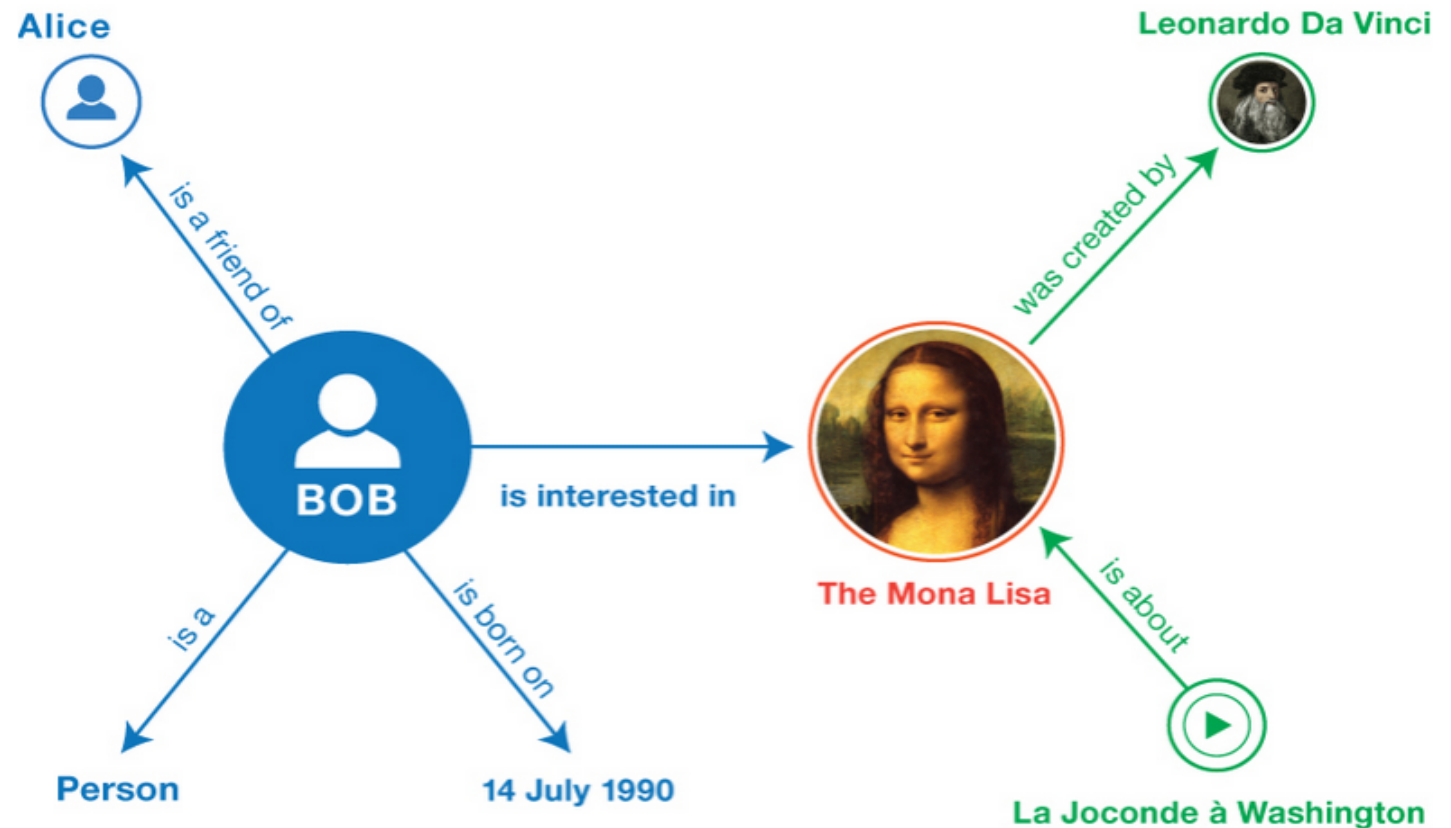 Alice
Leonardo Da Vinci
is a friend of
was created by
BOB
is interested in
The Mona Lisa
is a
is born on
is about
Person
14 July 1990
La Joconde à Washington